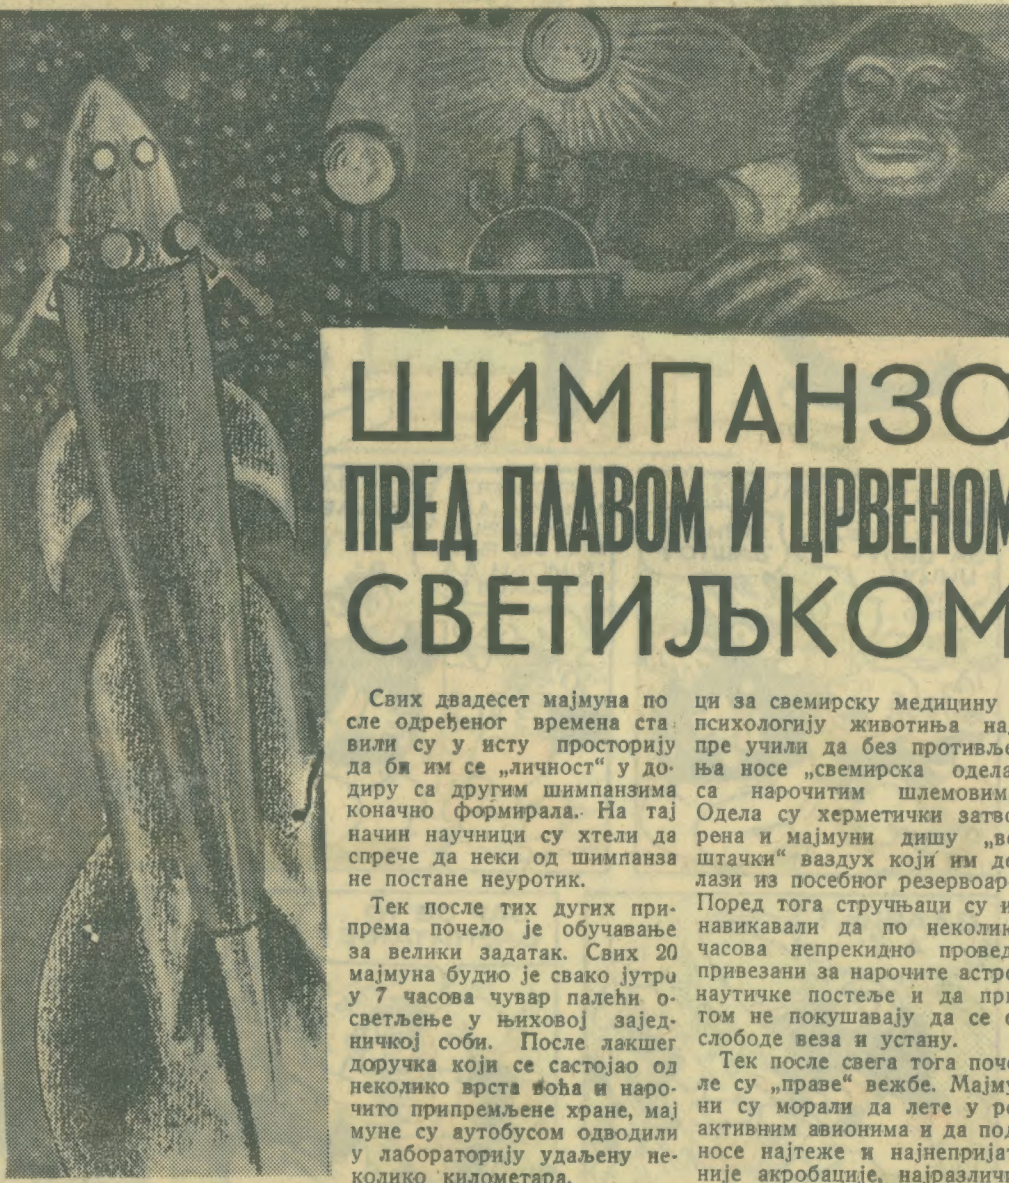 ШИМПАНЗО
ПРЕД ПЛАВОМ И ЦРВЕНОМ
СВЕТИЉКОМ
Свих двадесет мајмуна по
сле одређеног времена ста
вили су у исту просторију
да би им се „личност“ у до-
диру са другим шимпанзима
коначно формирала. На тај
начин научници су хтели да
спрече да неки од шимпанза
не постане неуротик.
Тек после тих дугих при-
према почело је обучавање
за велики задатак. Свих 20
мајмуна будио је свако јутро
у 7 часова чувар палећи о-
светљење у њиховој зајед-
ничкој соби. После лакшег
доручка који се састојао од
неколико врста воћа и наро-
чито припремљене хране, мај
муне су аутобусом одводили
у лабораторију удаљену не-
колико километара.
ци за свемирску медицину
психологију животиња нај
пре учили да без противље
ња носе „свемирска одела
са нарочитим шлемовим
Одела су херметички затво
рена и мајмуни дишу „ве
штачки“ ваздух који им до
лази из посебног резервоар
Поред тога стручњаци су и
навикавали да по неколик
часова непрекидно провед
привезани за нарочите астро
наутичке постеље и да при
том не покушавају да се о
слободе веза и устану.
Тек после свега тога поче
ле су „праве“ вежбе. Мајму
ни су морали да лете у ре
активним авионима и да под
носе најтеже и најнепријат
није акробације, најразличи